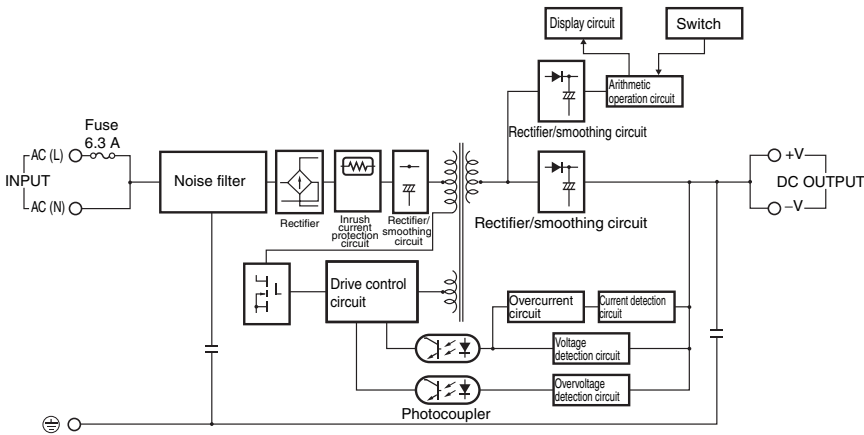 Display circuit
Switch
Arithmetic
operation circuit
Rectifier/smoothing circuit
Fuse
6.3 A
AC (L)
INPUT
AC (N)
Noise filter
Rectifier
Inrush
current
protection
circuit
Rectifier/
smoothing
circuit
Rectifier/smoothing circuit
+V
DC OUTPUT
–V
Drive control
circuit
Overcurrent
circuit
Current detection
circuit
Voltage
detection circuit
Overvoltage
detection circuit
Photocoupler